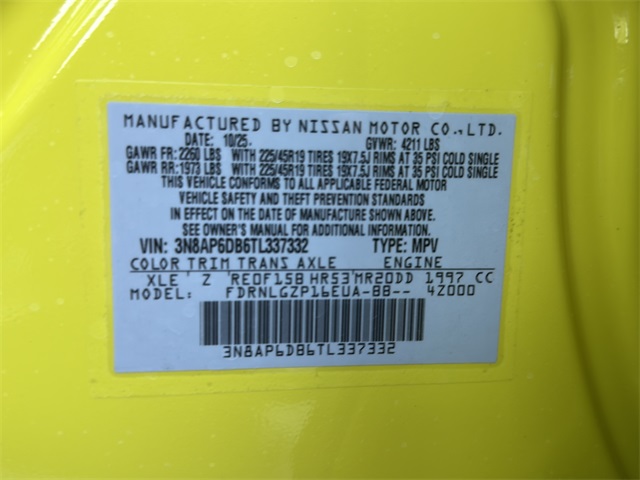 MANUFACTURED BY NISSAN MOTOR CO.,LTD.
DATE: 10/25. GVWR: 4211 LBS
GAWR FR: 2260 LBS WITH 225/45R19 TIRES 19X7.5J RIMS AT 35 PSI COLD SINGLE
GAWR RR: 1973 LBS WITH 225/45R19 TIRES 19X7.5J RIMS AT 35 PSI COLD SINGLE
THIS VEHICLE CONFORMS TO ALL APPLICABLE FEDERAL MOTOR
VEHICLE SAFETY AND THEFT PREVENTION STANDARDS
IN EFFECT ON THE DATE OF MANUFACTURE SHOWN ABOVE.
SEE OWNER'S MANUAL OR OWNER'S MANUAL FOR ADDITIONAL INFORMATION
VIN: 3N8AP6DB6TL337332 TYPE: MPV
COLOR TRIM TRANS AXLE ENGINE
XLE' Z 'RE0F15B HR53'MR20DD 1997 CC
MODEL: FDRNLGZP16EUA-88-- 4Z000
3N8AP6DB6TL337332